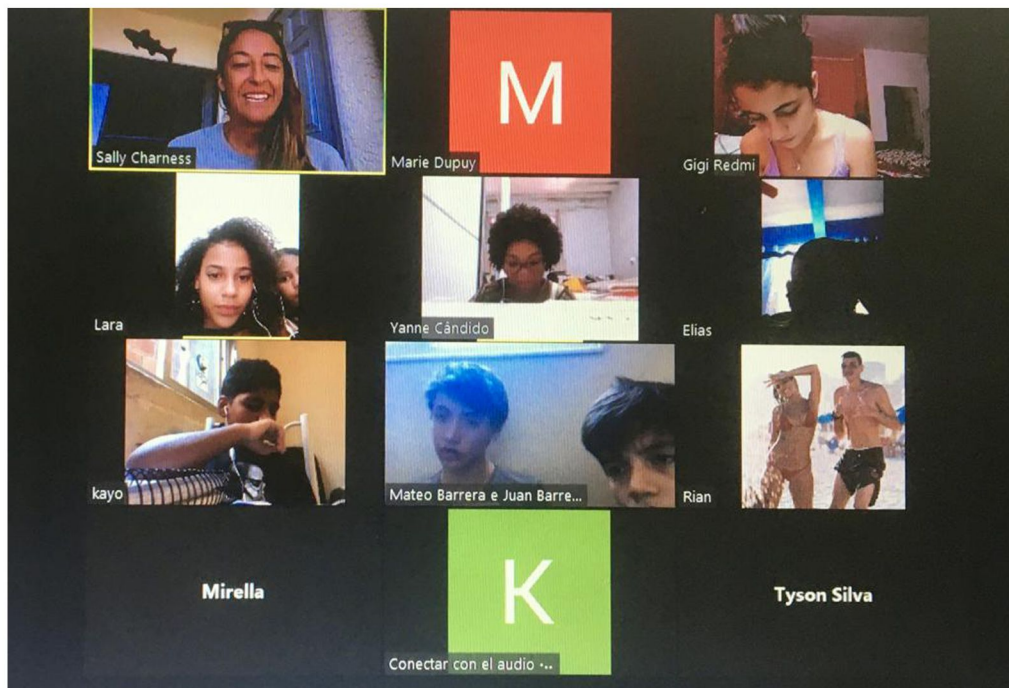 Sally Charness
M
Marie Dupuy
Gigi Redmi
Lara
Yanne Cândido
Elias
kayo
Mateo Barrera e Juan Barre...
Rian
Mirella
K
Conectar con el audio ·..
Tyson Silva